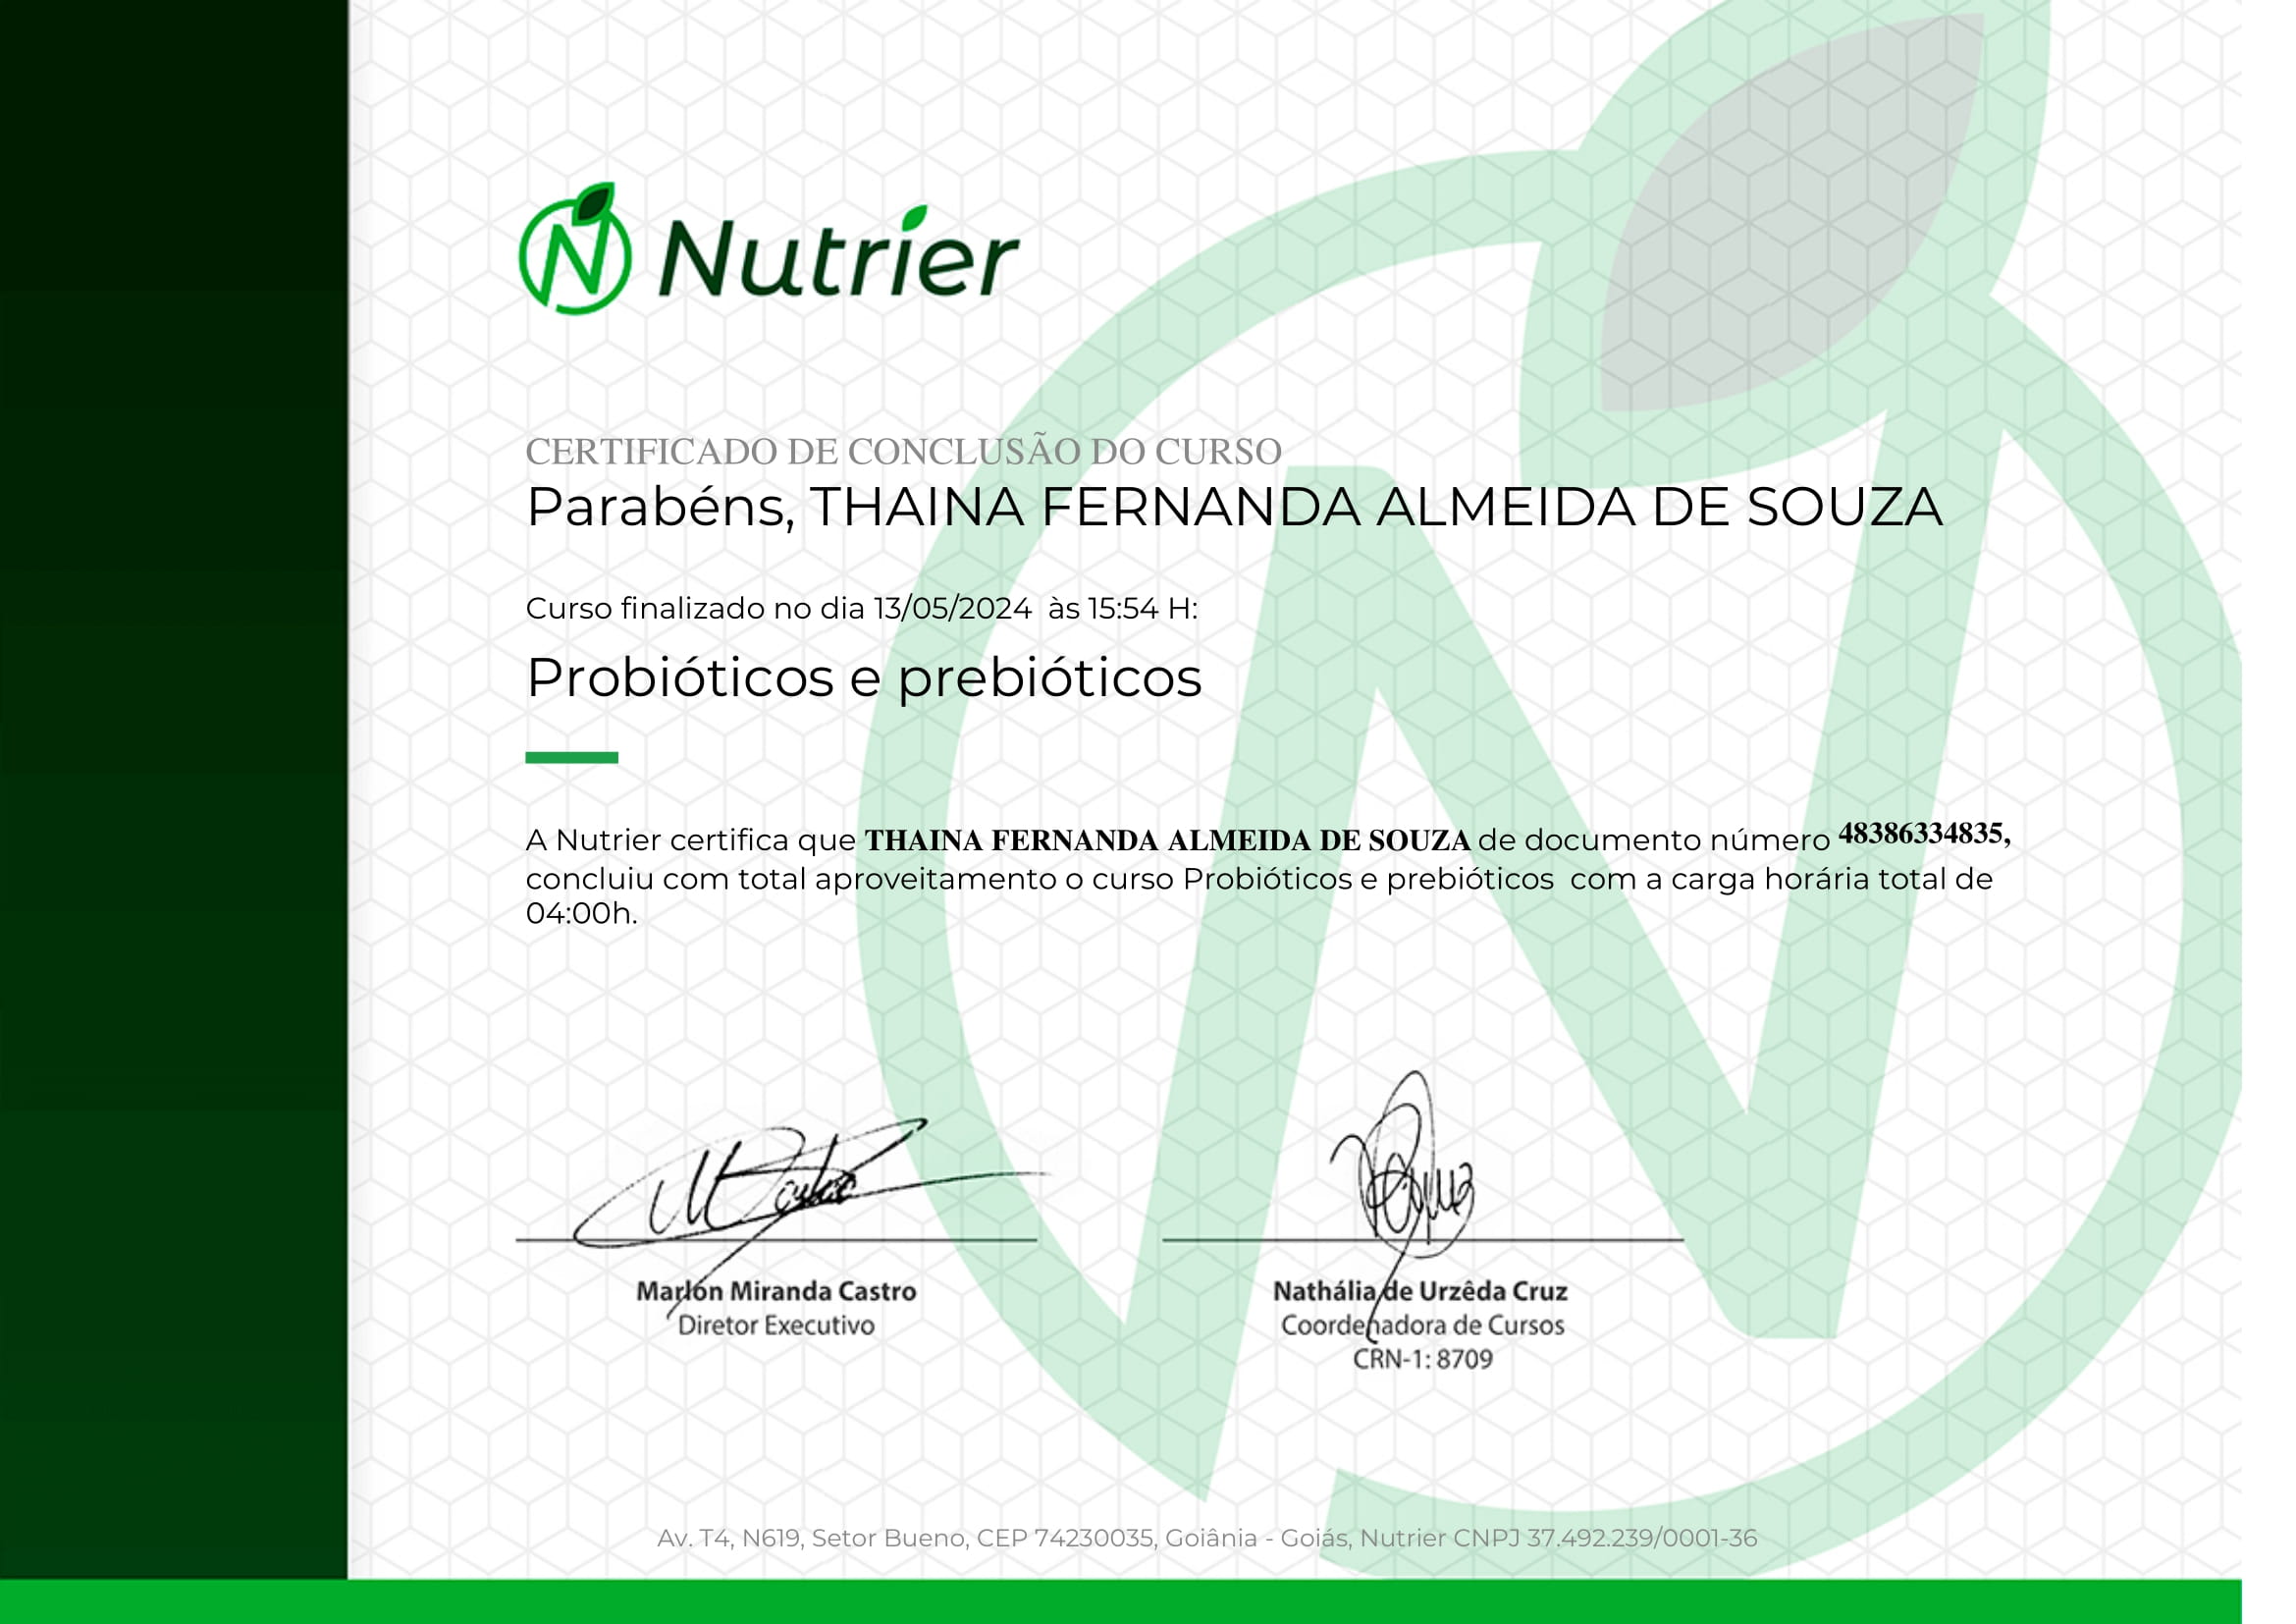 Nutrier
CERTIFICADO DE CONCLUSÃO DO CURSO
Parabéns, THAINA FERNANDA ALMEIDA DE SOUZA
Curso finalizado no dia 13/05/2024 às 15:54 H:
Probióticos e prebióticos
A Nutrier certifica que THAINA FERNANDA ALMEIDA DE SOUZA de documento número 48386334835,
concluiu com total aproveitamento o curso Probióticos e prebióticos com a carga horária total de
04:00h.
Marlon Miranda Castro
Diretor Executivo
Nathália de Urzêda Cruz
Coordenadora de Cursos
CRN-1: 8709
Av. T4, N619, Setor Bueno, CEP 74230035, Goiânia - Goiás, Nutrier CNPJ 37.492.239/0001-36